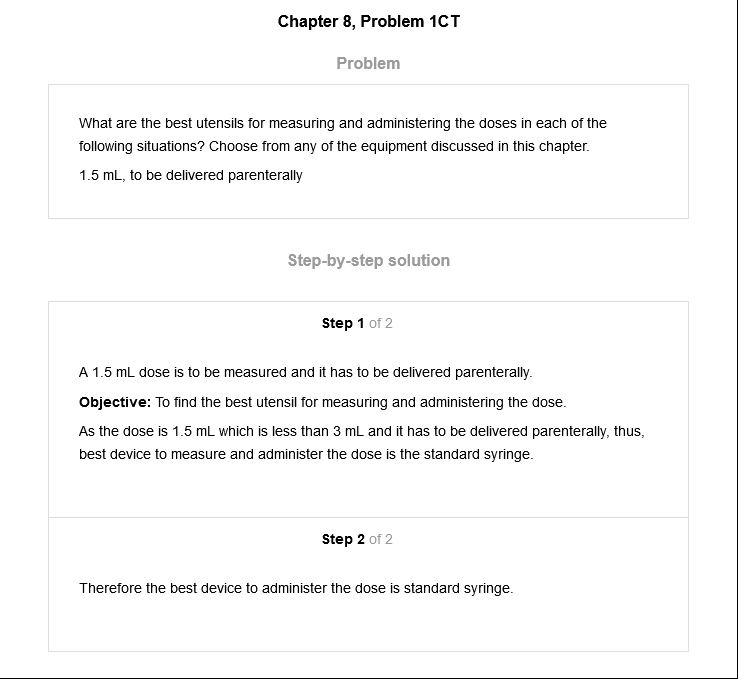 Chapter 8, Problem 1CT
Problem
What are the best utensils for measuring and administering the doses in each of the
following situations? Choose from any of the equipment discussed in this chapter.
1.5 mL, to be delivered parenterally
Step-by-step solution
Step 1 of 2
A 1.5 mL dose is to be measured and it has to be delivered parenterally.
Objective: To find the best utensil for measuring and administering the dose.
As the dose is 1.5 mL which is less than 3 mL and it has to be delivered parenterally, thus,
best device to measure and administer the dose is the standard syringe.
Step 2 of 2
Therefore the best device to administer the dose is standard syringe.